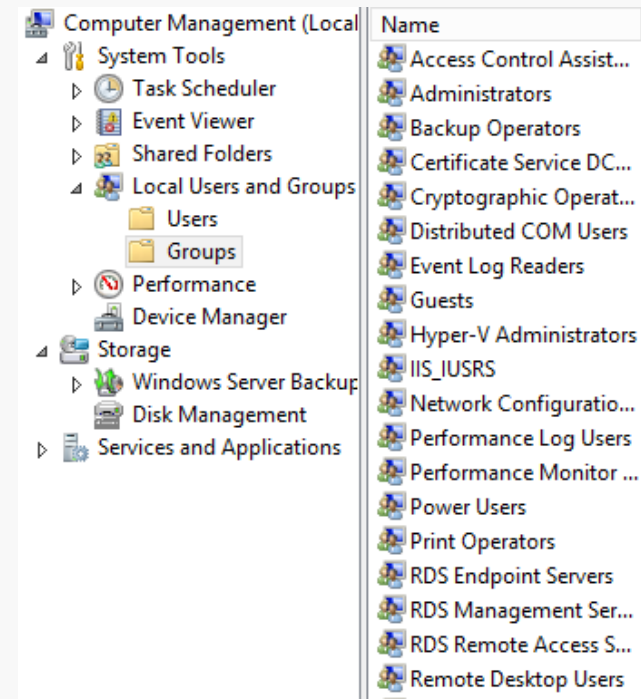 Computer Management (Local
System Tools
Task Scheduler
Event Viewer
Shared Folders
Local Users and Groups
Users
Groups
Performance
Device Manager
Storage
Windows Server Backup
Disk Management
Services and Applications
Name
Access Control Assist...
Administrators
Backup Operators
Certificate Service DC...
Cryptographic Operat...
Distributed COM Users
Event Log Readers
Guests
Hyper-V Administrators
IIS_IUSRS
Network Configuratio...
Performance Log Users
Performance Monitor ...
Power Users
Print Operators
RDS Endpoint Servers
RDS Management Ser...
RDS Remote Access S...
Remote Desktop Users